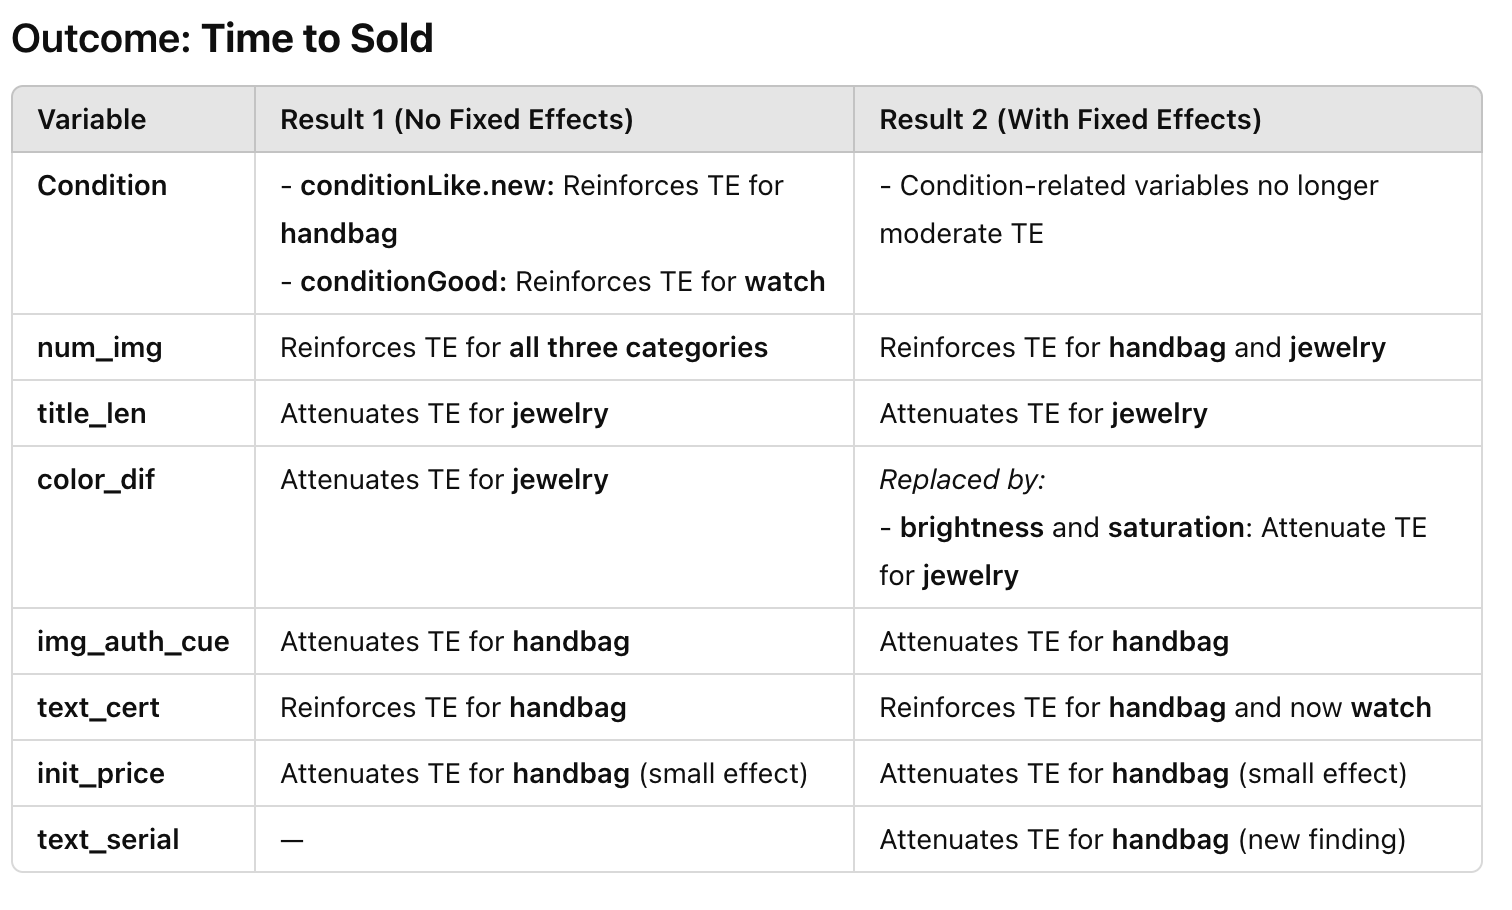 Outcome: Time to Sold
Variable
Result 1 (No Fixed Effects)
Result 2 (With Fixed Effects)
Condition
- conditionLike.new: Reinforces TE for
handbag
- conditionGood: Reinforces TE for watch
- Condition-related variables no longer
moderate TE
num_img
Reinforces TE for all three categories
Reinforces TE for handbag and jewelry
title_len
Attenuates TE for jewelry
Attenuates TE for jewelry
color_dif
Attenuates TE for jewelry
Replaced by:
- brightness and saturation: Attenuate TE
for jewelry
img_auth_cue
Attenuates TE for handbag
Attenuates TE for handbag
text_cert
Reinforces TE for handbag
Reinforces TE for handbag and now watch
init_price
Attenuates TE for handbag (small effect)
Attenuates TE for handbag (small effect)
text_serial
—
Attenuates TE for handbag (new finding)